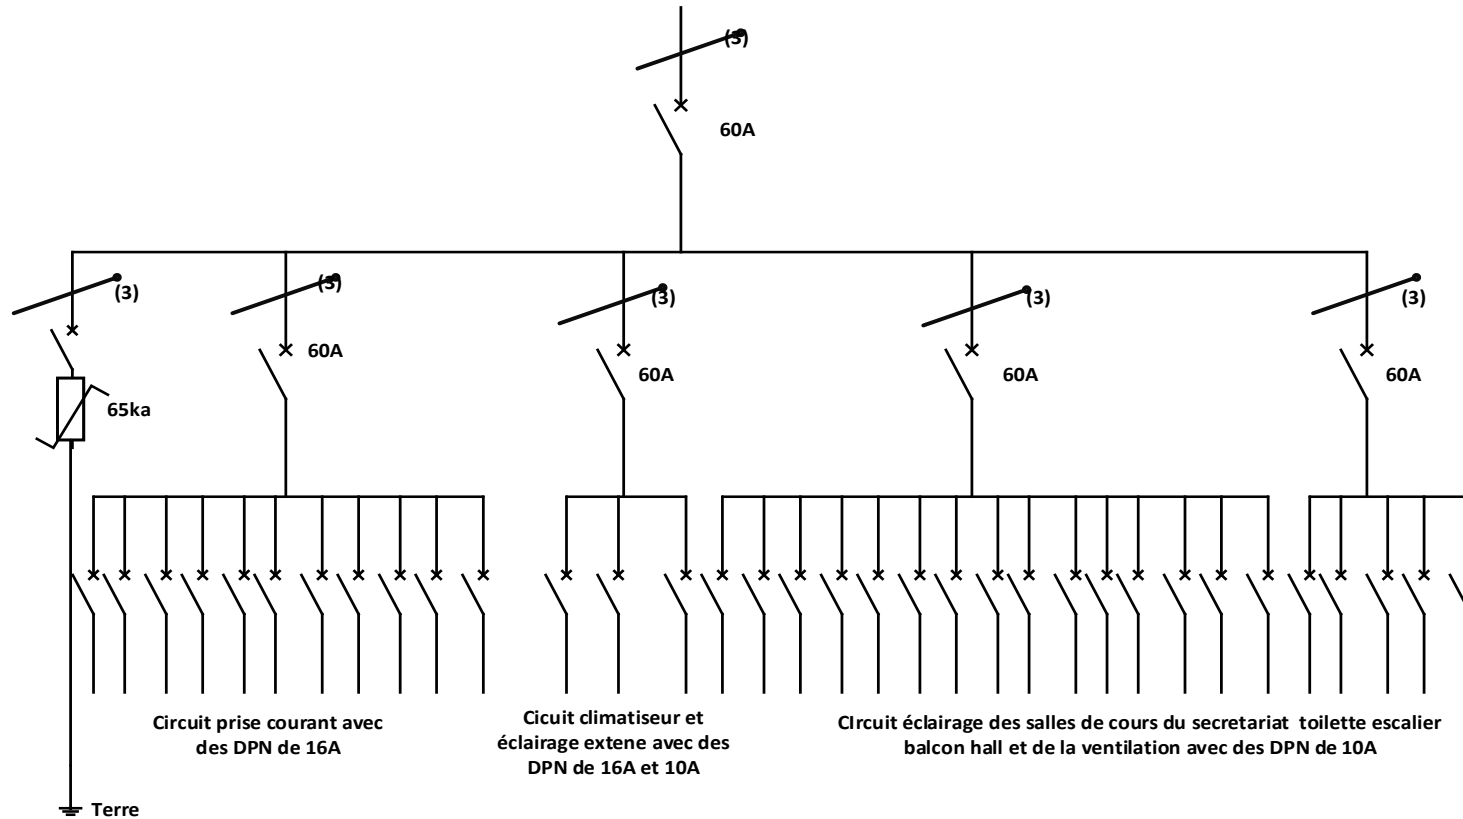 (3)
60A
(3)
(3)
(3)
(3)
(3)
60A
60A
60A
60A
65ka
Circuit prise courant avec
des DPN de 16A
Cicuit climatiseur et
éclairage extene avec des
DPN de 16A et 10A
CIrcuit éclairage des salles de cours du secretariat toilette escalier
balcon hall et de la ventilation avec des DPN de 10A
Terre